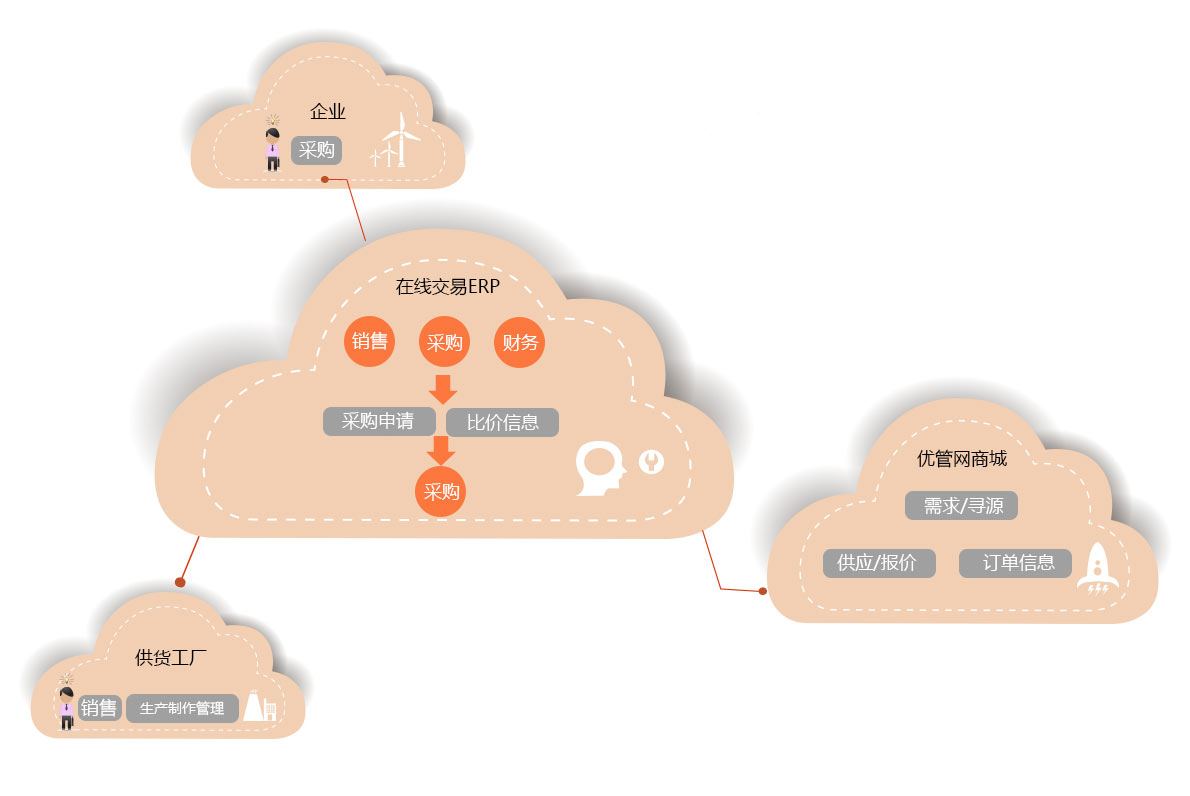 企业
采购
在线交易ERP
销售
采购
财务
采购申请
比价信息
采购
优管网商城
需求/寻源
供应/报价
订单信息
供货工厂
销售
生产制作管理